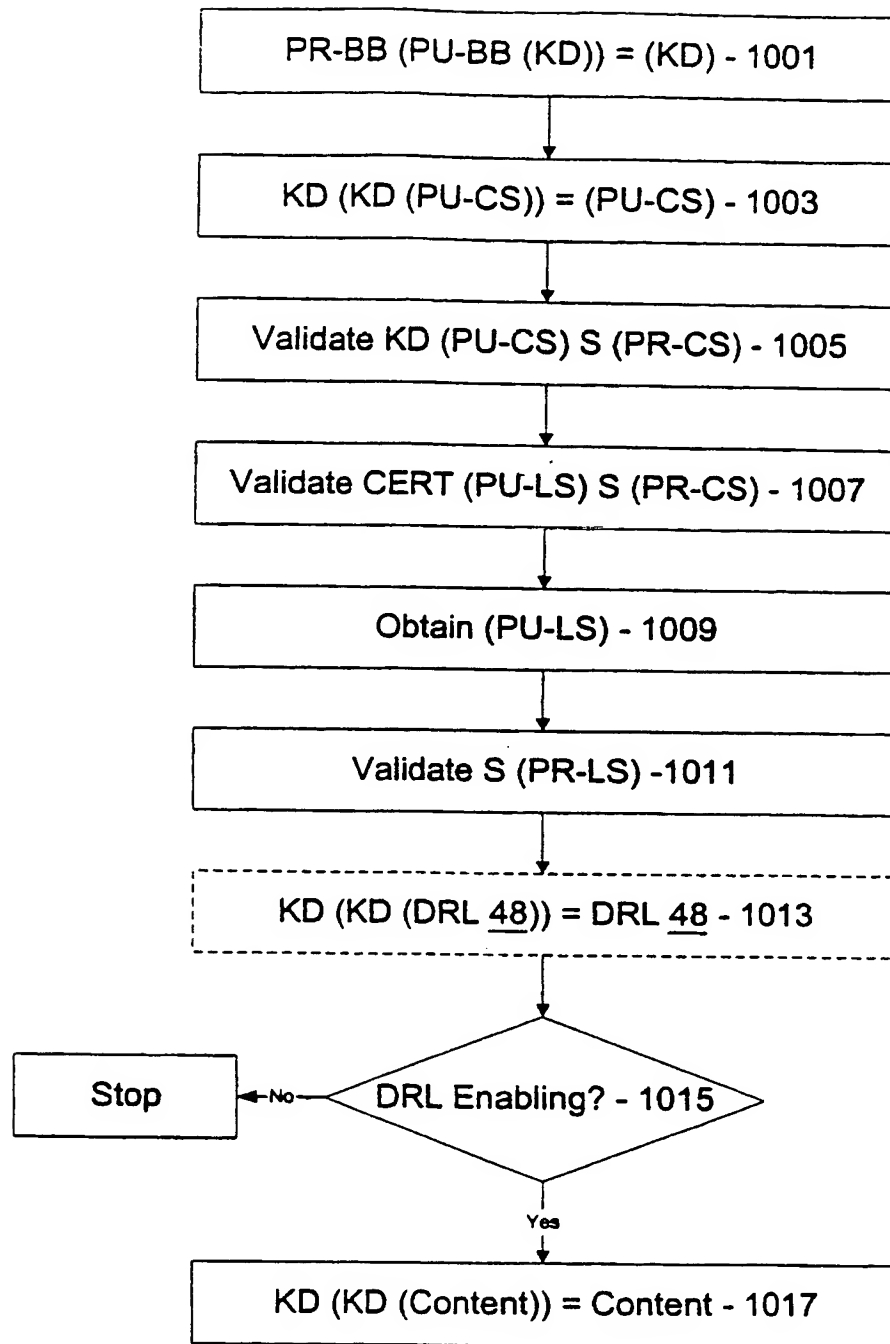 PR-BB (PU-BB (KD)) = (KD) - 1001
KD (KD (PU-CS)) = (PU-CS) - 1003
Validate KD (PU-CS) S (PR-CS) - 1005
Validate CERT (PU-LS) S (PR-CS) - 1007
Obtain (PU-LS) - 1009
Validate S (PR-LS) -1011
KD (KD (DRL 48)) = DRL 48 - 1013
DRL Enabling? - 1015
No
Stop
Yes
KD (KD (Content)) = Content - 1017